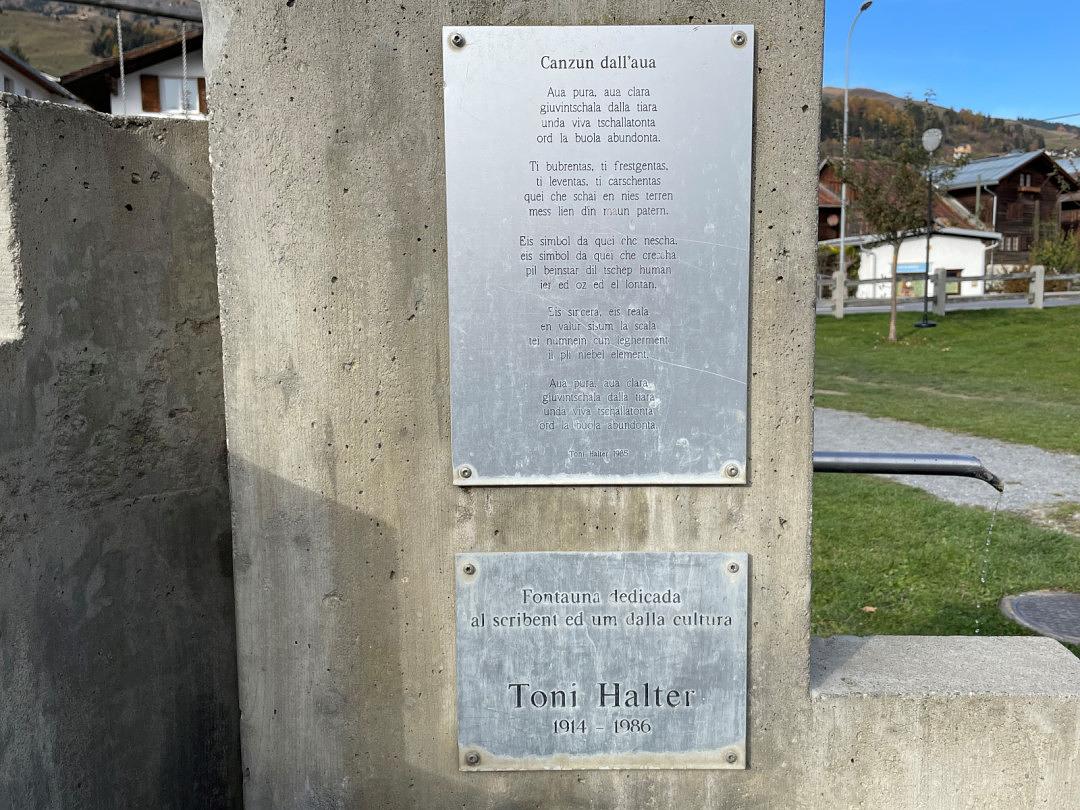 Canzun dall'aua
Aua pura, aua clara
giuvintschala dalla tiara
unda viva tschallatonta
ord la buola abundonta.
Ti bubrentas, ti frestgentas,
ti leventas, ti carschentas
quei che schai en nies terren
mess lien din maun patern.
Eis simbol da quei che nescha,
eis simbol da quei che crescha
pil beinstar dil tschep human
ier ed oz ed el lontan.
Eis sincera, eis reala
en valur sisum la scala
tei numnein cun legherment
il pli niebel element.
Aua pura, aua clara
giuvintschala dalla tiara
unda viva tschallatonta
ord la buola abundonta.
Toni Halter 1985
Fontauna dedicada
al scribent ed um dalla cultura
Toni Halter
1914 - 1986